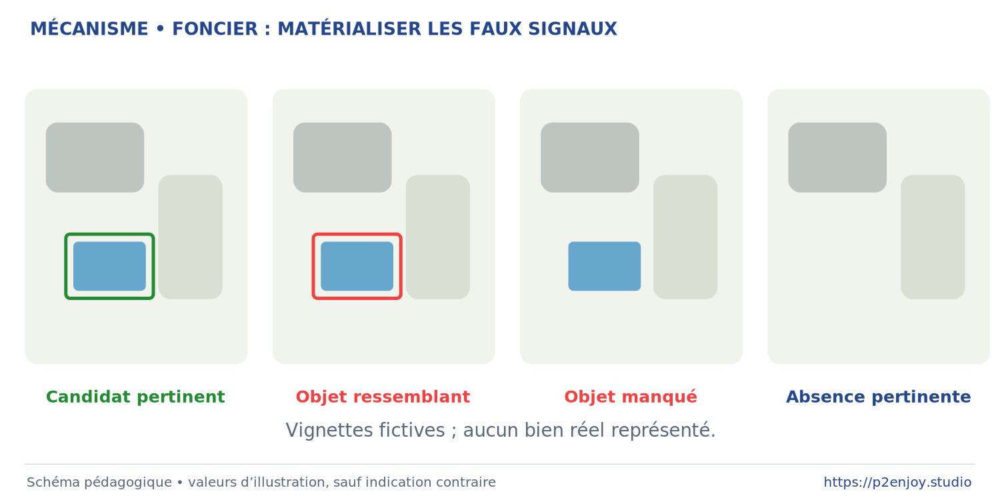 MÉCANISME • FONCIER : MATÉRIALISER LES FAUX SIGNAUX
Candidat pertinent
Objet ressemblant
Objet manqué
Absence pertinente
Vignettes fictives ; aucun bien réel représenté.
Schéma pédagogique • valeurs d’illustration, sauf indication contraire
https://p2enjoy.studio